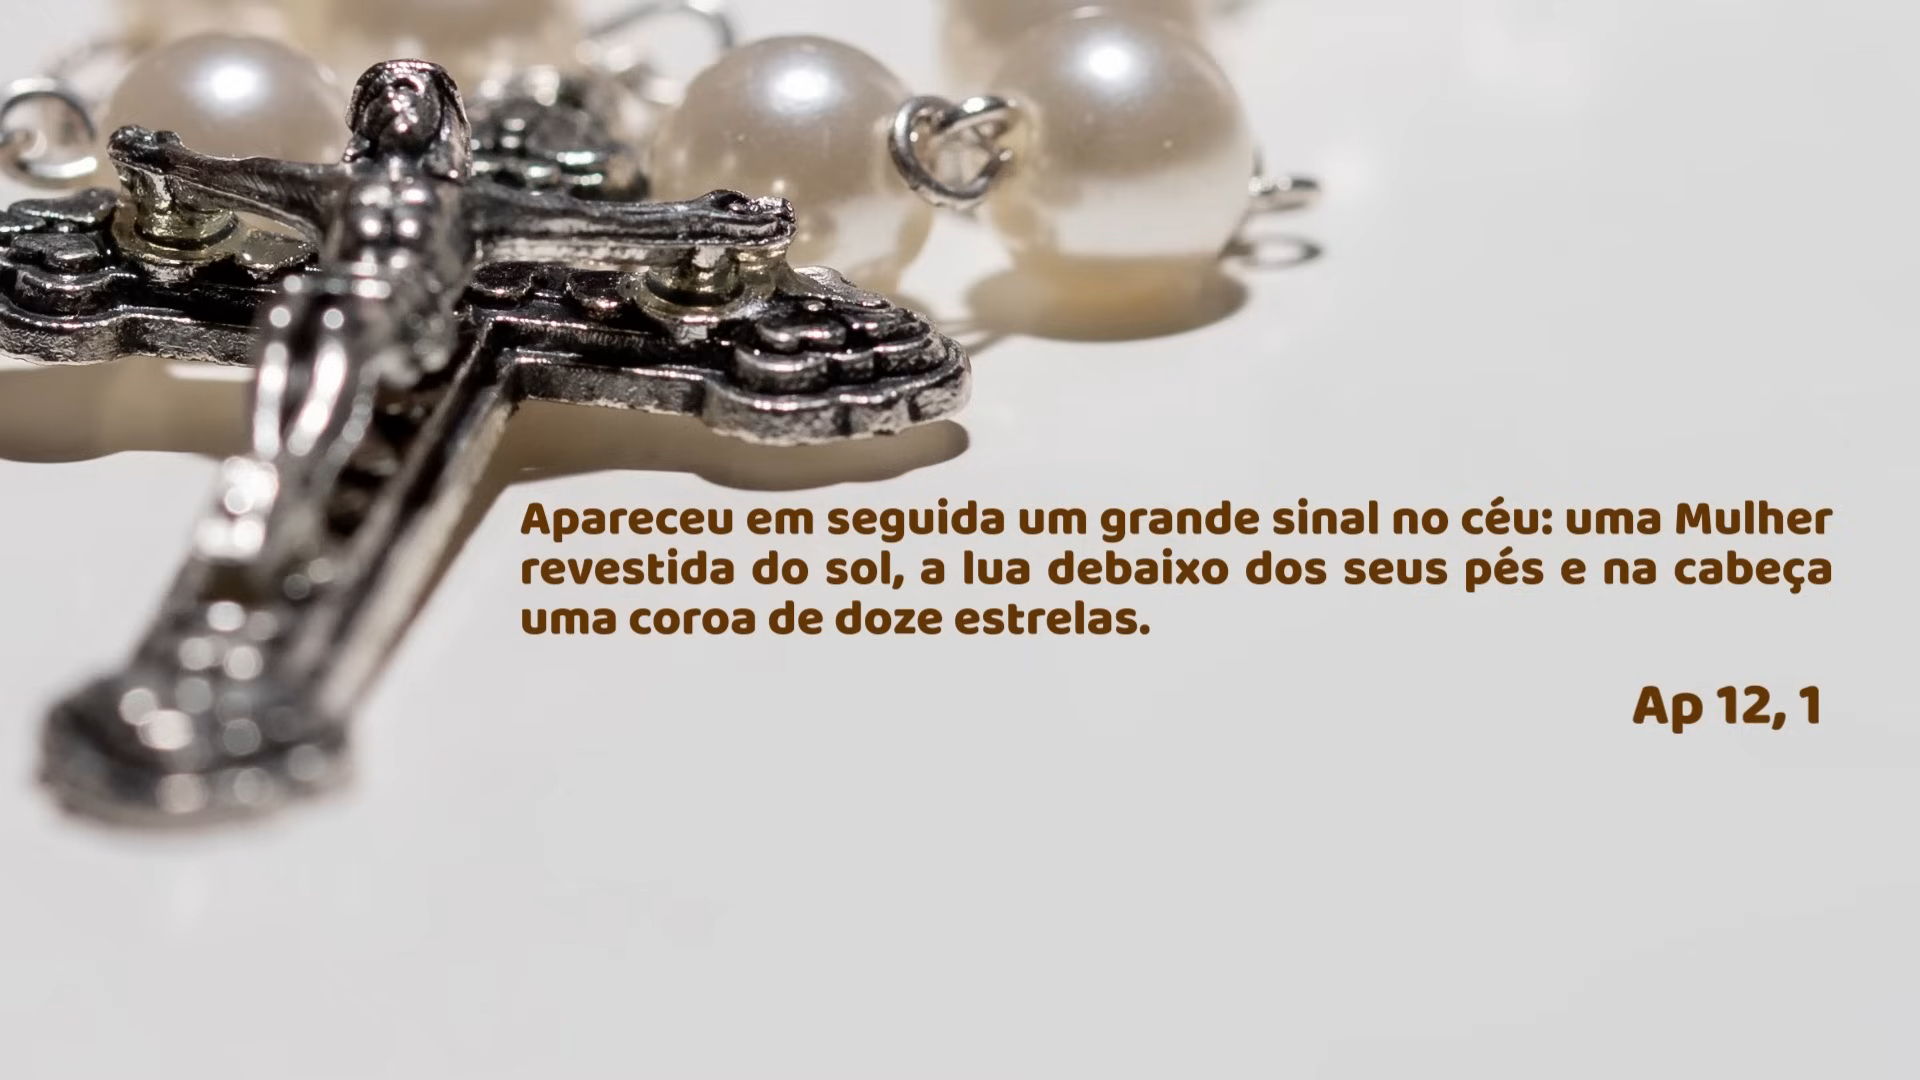 Apareceu em seguida um grande sinal no céu: uma Mulher
revestida do sol, a lua debaixo dos seus pés e na cabeça
uma coroa de doze estrelas.
Ap 12, 1